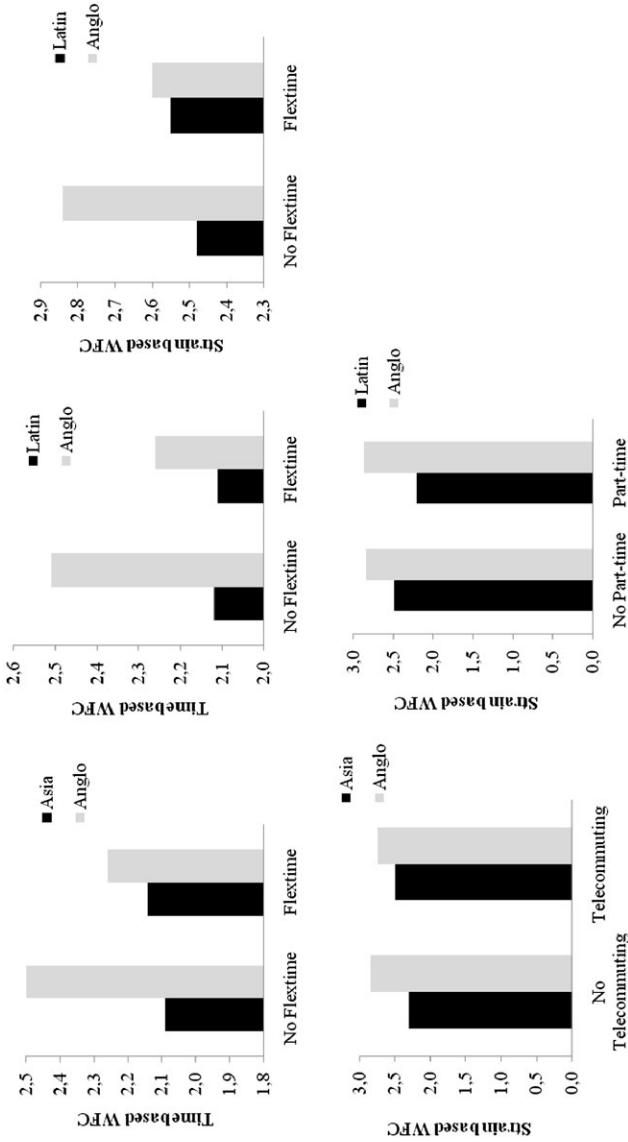 Time based WFC
2,5
2,4
2,3
2,2
2,1
2,0
1,9
1,8
No Flextime
Flextime
Asia
Anglo
Time based WFC
2,6
2,5
2,4
2,3
2,2
2,1
2,0
No Flextime
Flextime
Latin
Anglo
Strain based WFC
2,9
2,8
2,7
2,6
2,5
2,4
2,3
No Flextime
Flextime
Latin
Anglo
Strain based WFC
3,0
2,5
2,0
1,5
1,0
0,5
0,0
No
Telecommuting
Telecommuting
Asia
Anglo
Strain based WFC
3,0
2,5
2,0
1,5
1,0
0,5
0,0
No Part-time
Part-time
Latin
Anglo